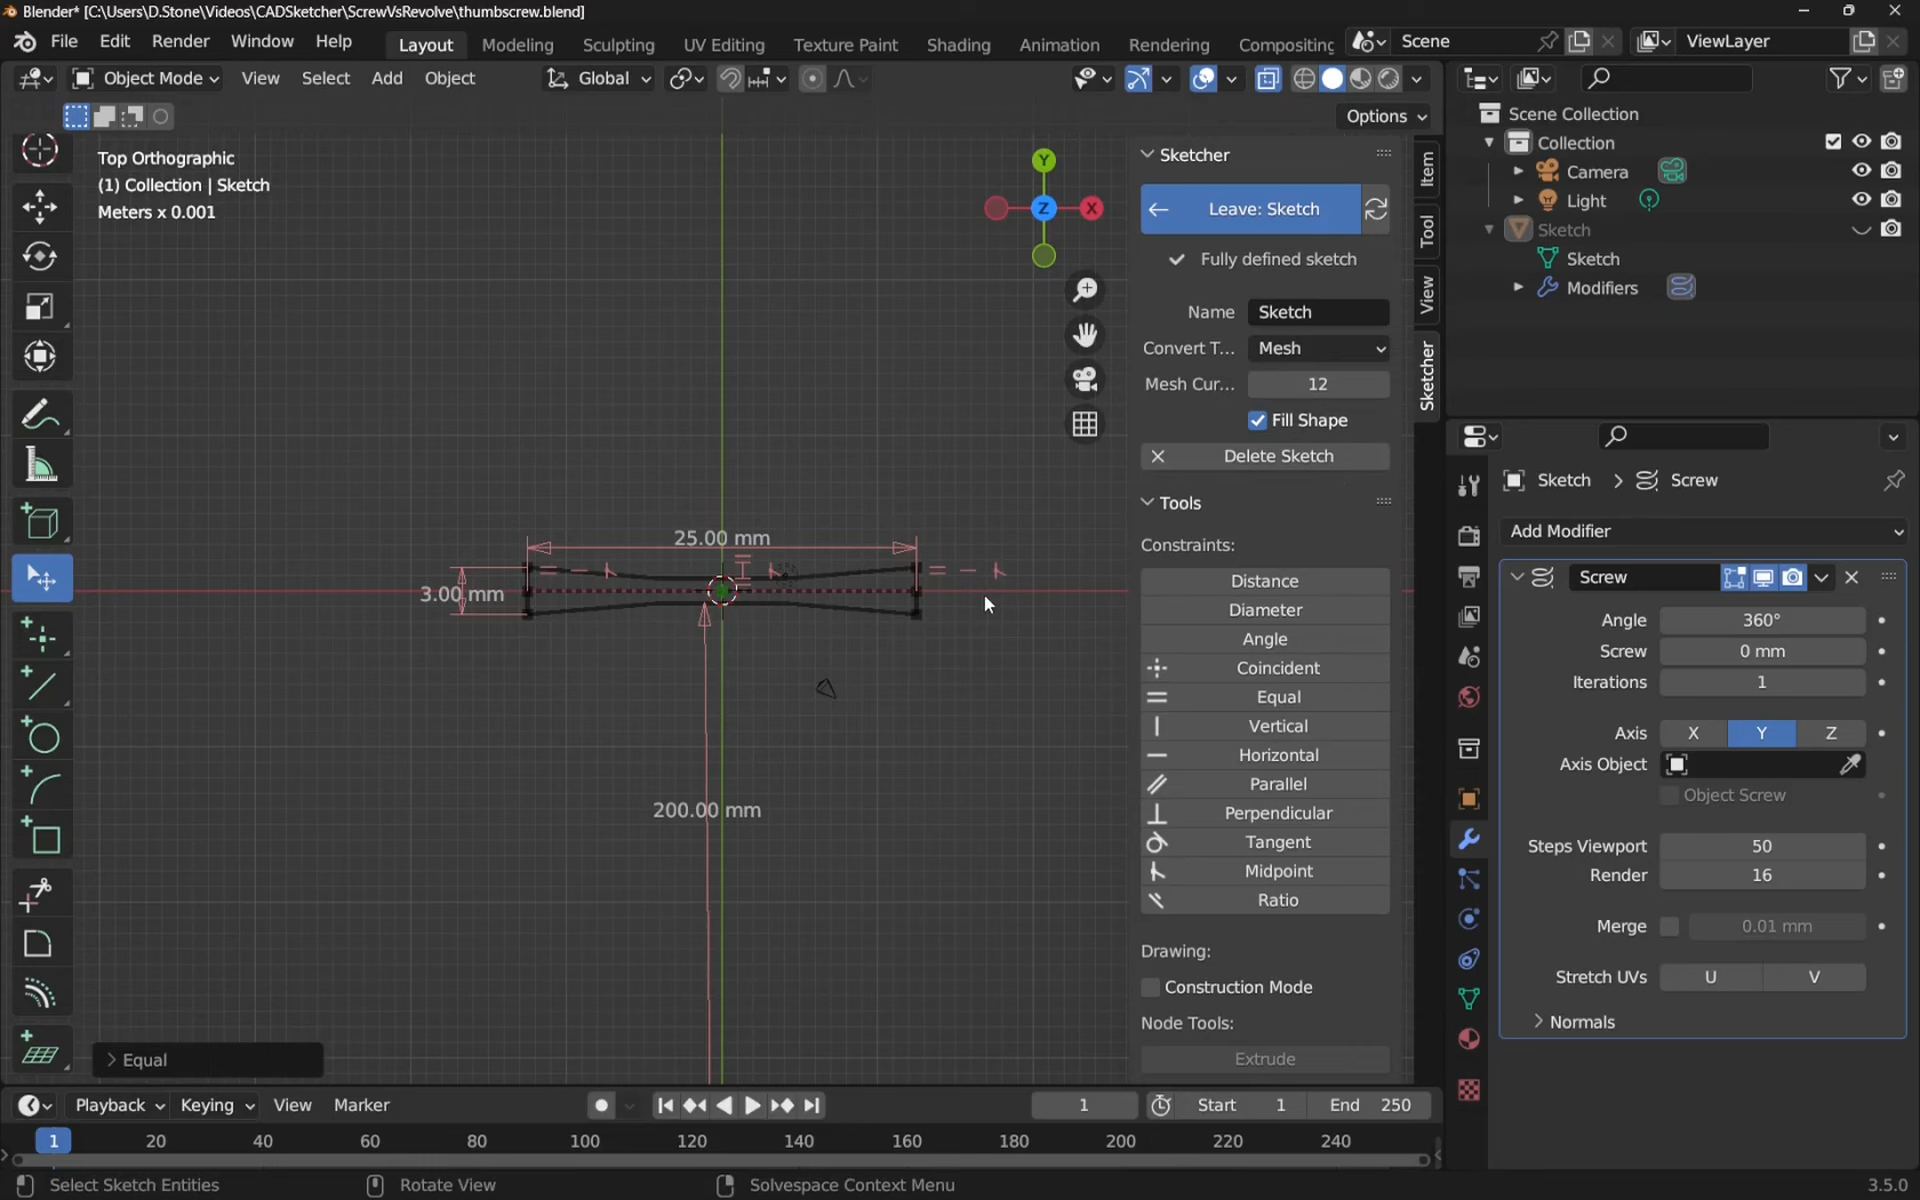 Blender* [C:\Users\D.Stone\Videos\CADSketcher\ScrewVsRevolve\thumbscrew.blend]
File Edit Render Window Help Layout Modeling Sculpting UV Editing Texture Paint Shading Animation Rendering Compositing Scene ViewLayer
Object Mode View Select Add Object Global
Options
Top Orthographic
(1) Collection | Sketch
Meters x 0.001
Y
Z
X
25.00 mm
3.00 mm
200.00 mm
Equal
Sketcher
Leave: Sketch
Fully defined sketch
Name Sketch
Convert T... Mesh
Mesh Cur... 12
Fill Shape
Delete Sketch
Tools
Constraints:
Distance
Diameter
Angle
Coincident
Equal
Vertical
Horizontal
Parallel
Perpendicular
Tangent
Midpoint
Ratio
Drawing:
Construction Mode
Node Tools:
Extrude
Item
Tool
View
Sketcher
Scene Collection
Collection
Camera
Light
Sketch
Sketch
Modifiers
Sketch > Screw
Add Modifier
Screw
Angle 360°
Screw 0 mm
Iterations 1
Axis X Y Z
Axis Object
Object Screw
Steps Viewport 50
Render 16
Merge 0.01 mm
Stretch UVs U V
Normals
Playback Keying View Marker 1 Start 1 End 250
1 20 40 60 80 100 120 140 160 180 200 220 240
Select Sketch Entities Rotate View Solvespace Context Menu 3.5.0